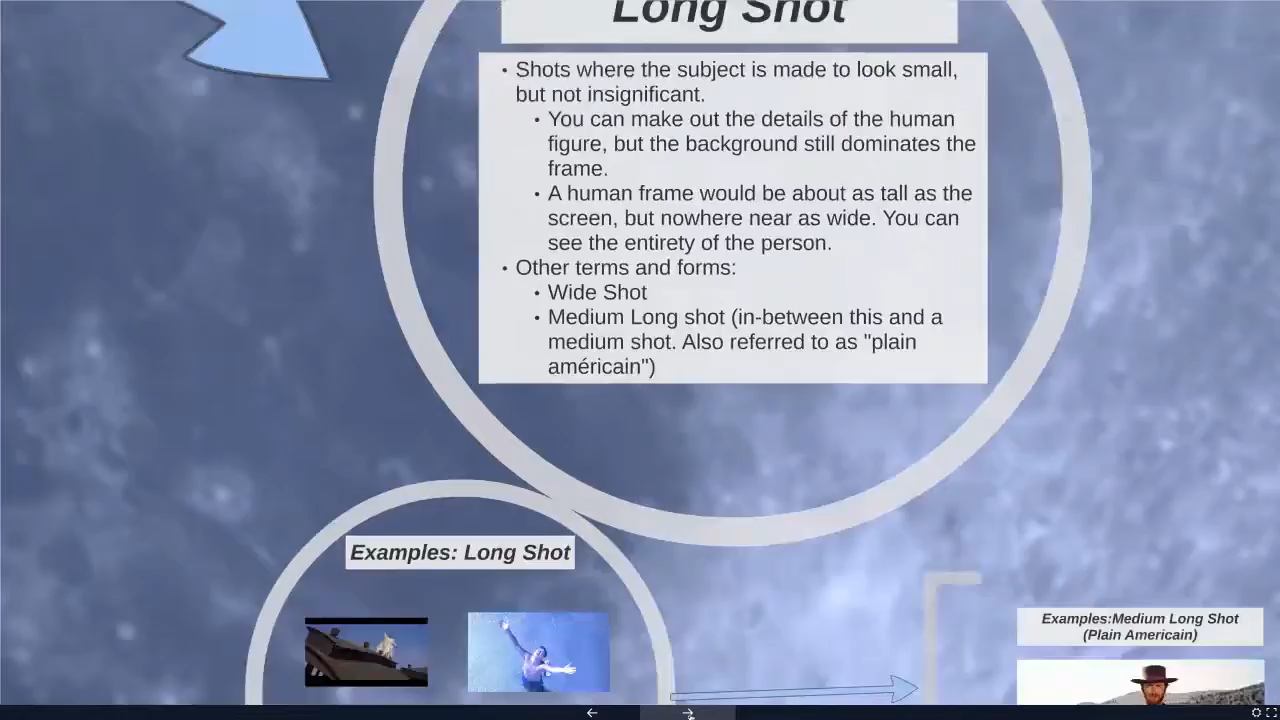 Long Shot
• Shots where the subject is made to look small,
but not insignificant.
• You can make out the details of the human
figure, but the background still dominates the
frame.
• A human frame would be about as tall as the
screen, but nowhere near as wide. You can
see the entirety of the person.
• Other terms and forms:
• Wide Shot
• Medium Long shot (in-between this and a
medium shot. Also referred to as "plain
américain")
Examples: Long Shot
Examples:Medium Long Shot
(Plain Americain)